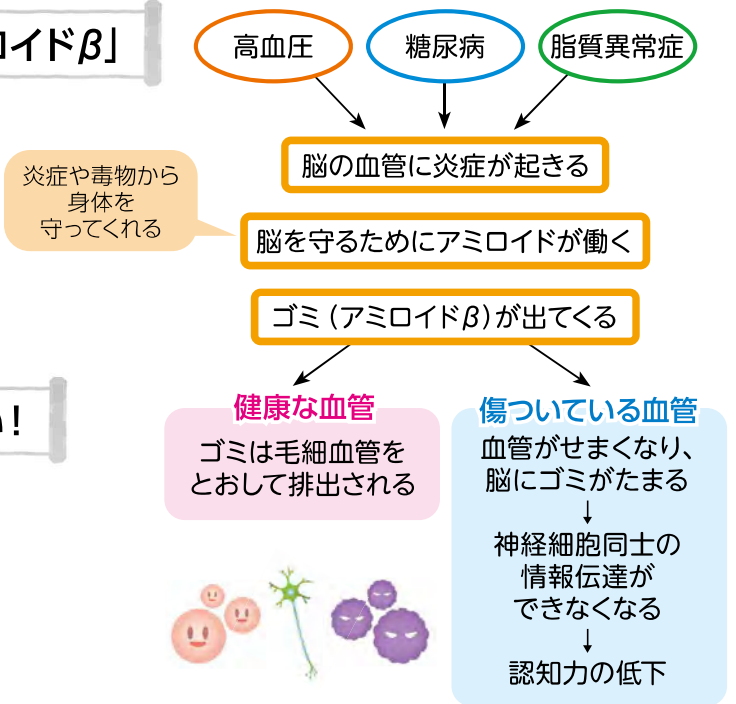 イドβ」
高血圧
糖尿病
脂質異常症
脳の血管に炎症が起きる
炎症や毒物から
身体を
守ってくれる
脳を守るためにアミロイドが働く
ゴミ（アミロイドβ）が出てくる
健康な血管
ゴミは毛細血管を
とおして排出される
傷ついている血管
血管がせまくなり、
脳にゴミがたまる
↓
神経細胞同士の
情報伝達が
できなくなる
↓
認知力の低下
！